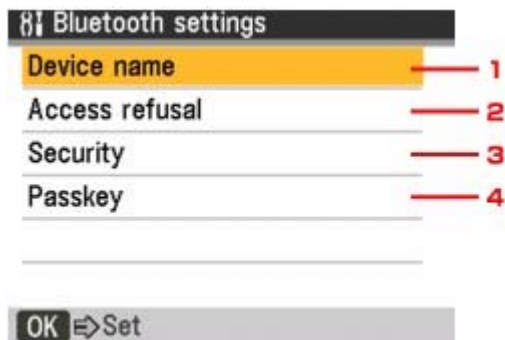 Bluetooth settings
Device name 1
Access refusal 2
Security 3
Passkey 4
OK Set